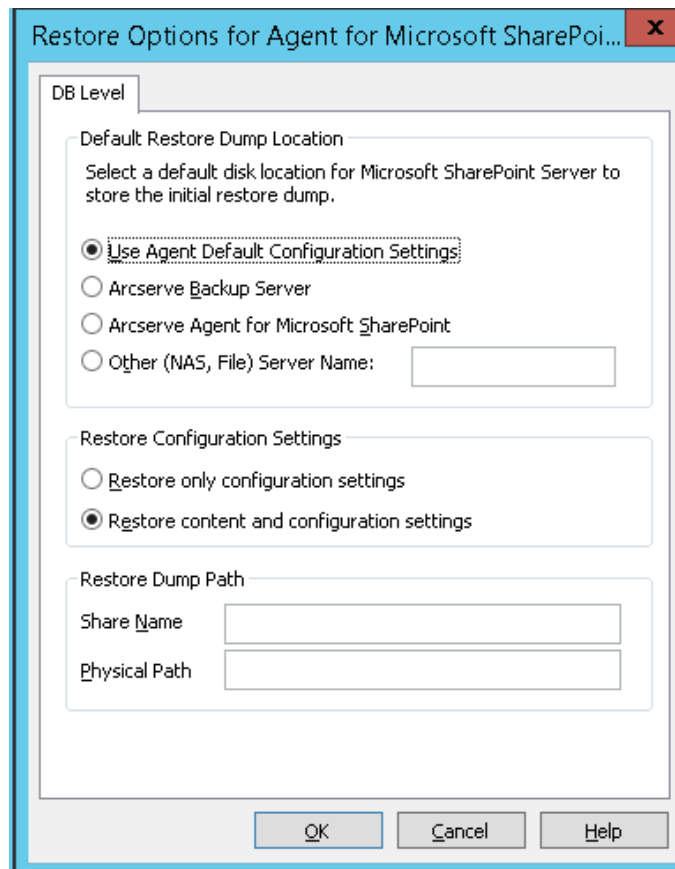 Restore Options for Agent for Microsoft SharePoi... x
DB Level
Default Restore Dump Location
Select a default disk location for Microsoft SharePoint Server to
store the initial restore dump.
Use Agent Default Configuration Settings
Arcserve Backup Server
Arcserve Agent for Microsoft SharePoint
Other (NAS, File) Server Name:
Restore Configuration Settings
Restore only configuration settings
Restore content and configuration settings
Restore Dump Path
Share Name
Physical Path
OK Cancel Help